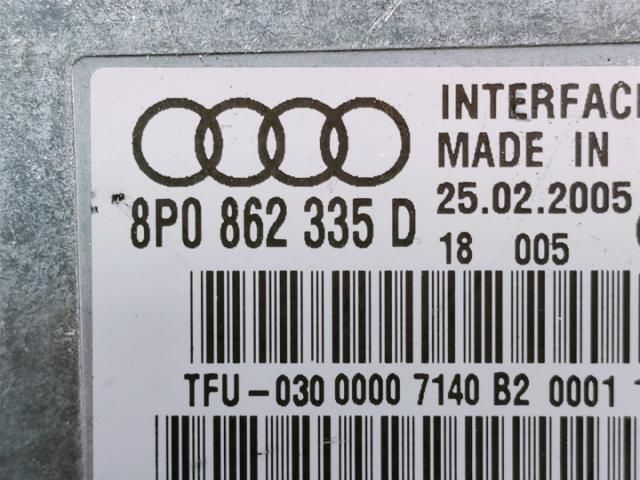 INTERFAC
MADE IN
8P0 862 335 D
25.02.2005
18 005
TFU-030 0000 7140 B2 0001